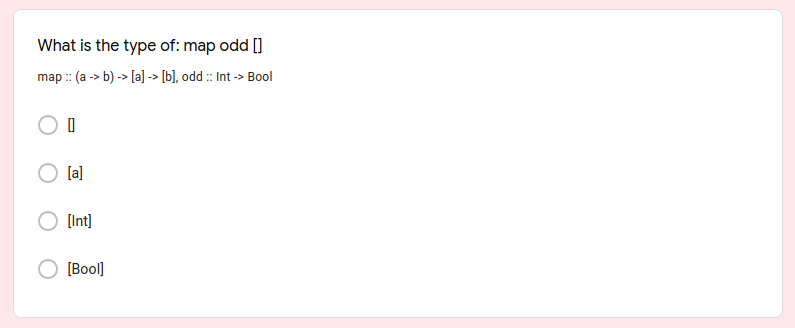 What is the type of: map odd []
map :: (a -> b) -> [a] -> [b], odd :: Int -> Bool
[]
[a]
[Int]
[Bool]